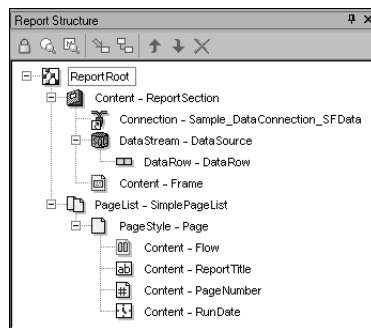 Report Structure
ReportRoot
Content - ReportSection
Connection - Sample_DataConnection_SFData
DataStream - DataSource
DataRow - DataRow
Content - Frame
PageList - SimplePageList
PageStyle - Page
Content - Flow
ab Content - ReportTitle
# Content - PageNumber
Content - RunDate